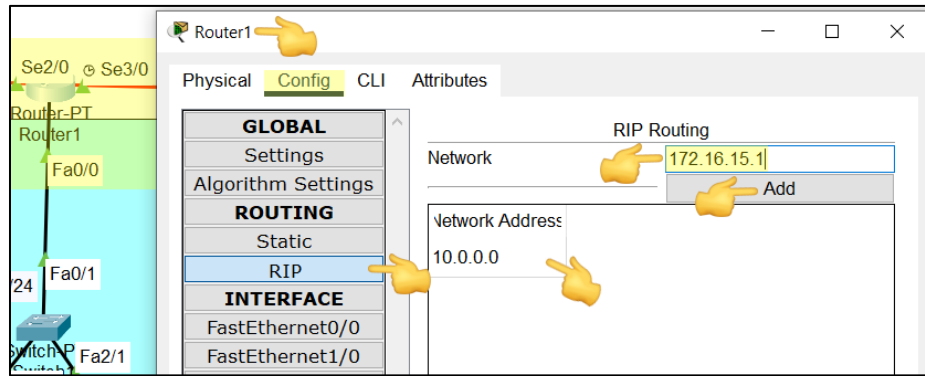 Router1
Se2/0
Se3/0
Router-PT
Router1
Fa0/0
/24
Fa0/1
Fa2/1
Physical
Config
CLI
Attributes
GLOBAL
Settings
Algorithm Settings
ROUTING
Static
RIP
INTERFACE
FastEthernet0/0
FastEthernet1/0
RIP Routing
Network
172.16.15.1
Add
Network Address
10.0.0.0